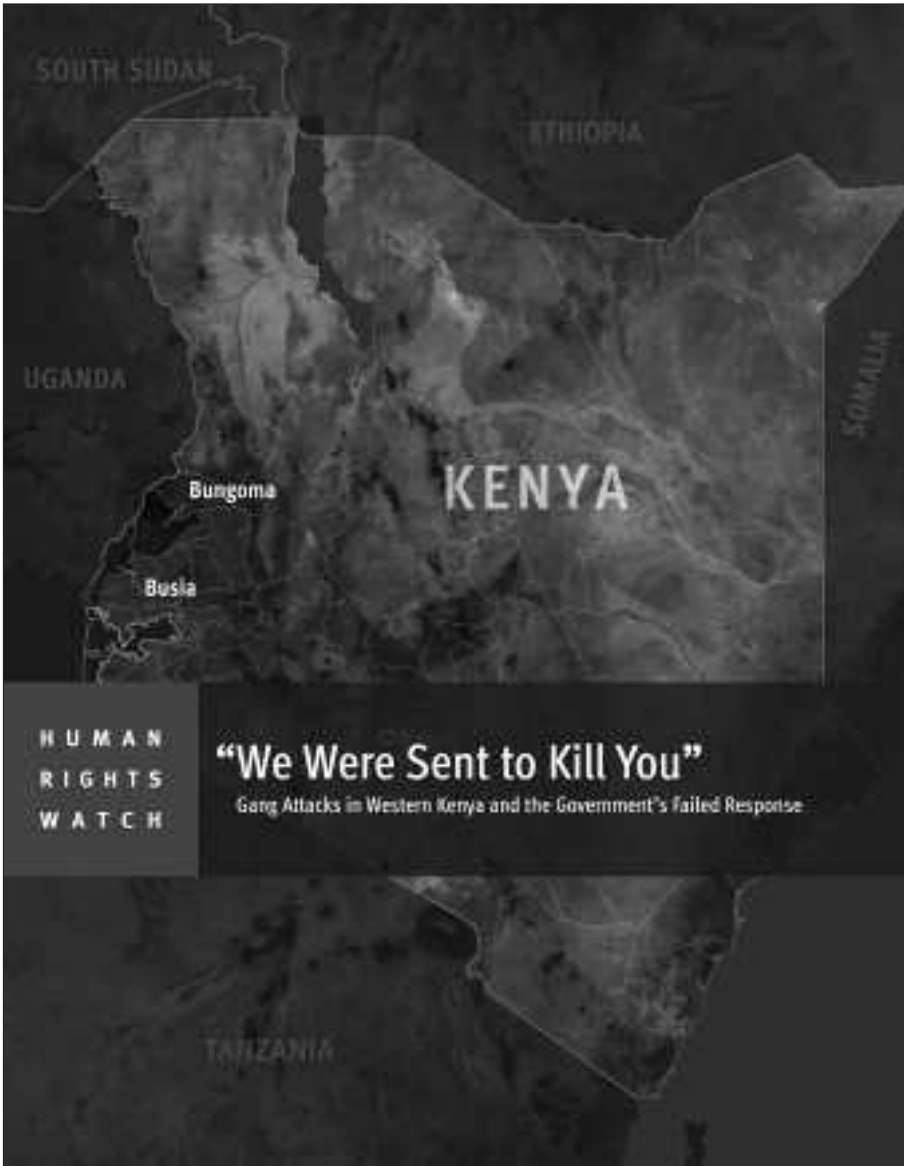 SOUTH SUDAN
ETHIOPIA
UGANDA
SOMALIA
Bungoma
KENYA
Busia
HUMAN
RIGHTS
WATCH
“We Were Sent to Kill You”
Gang Attacks in Western Kenya and the Government’s Failed Response
TANZANIA